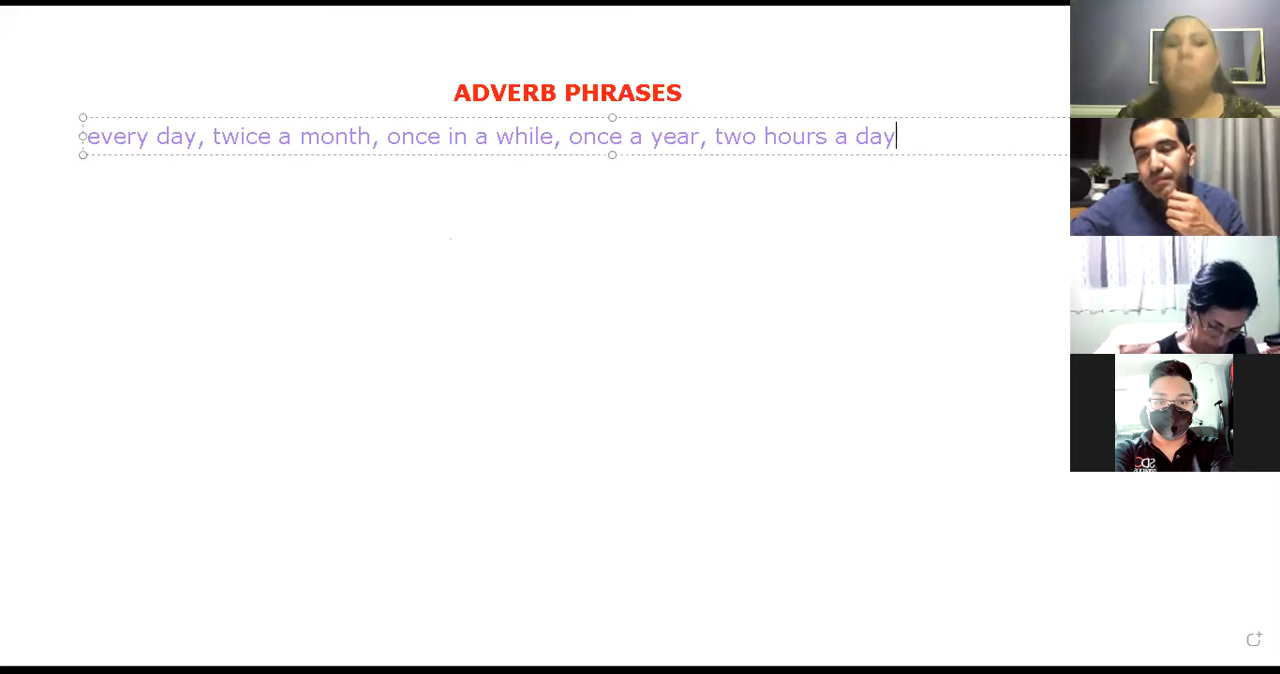 ADVERB PHRASES
every day, twice a month, once in a while, once a year, two hours a day